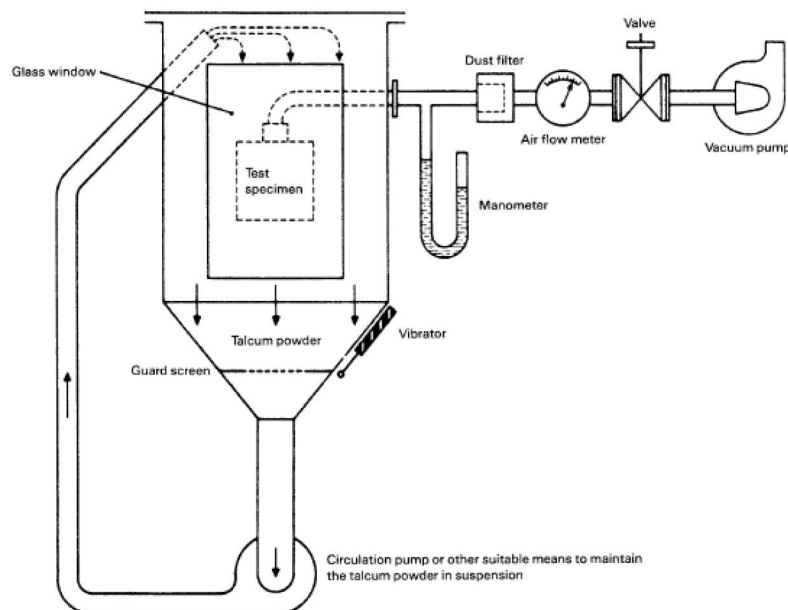 Valve
Dust filter
Glass window
Air flow meter
Vacuum pump
Test
specimen
Manometer
Talcum powder
Vibrator
Guard screen
Circulation pump or other suitable means to maintain
the talcum powder in suspension